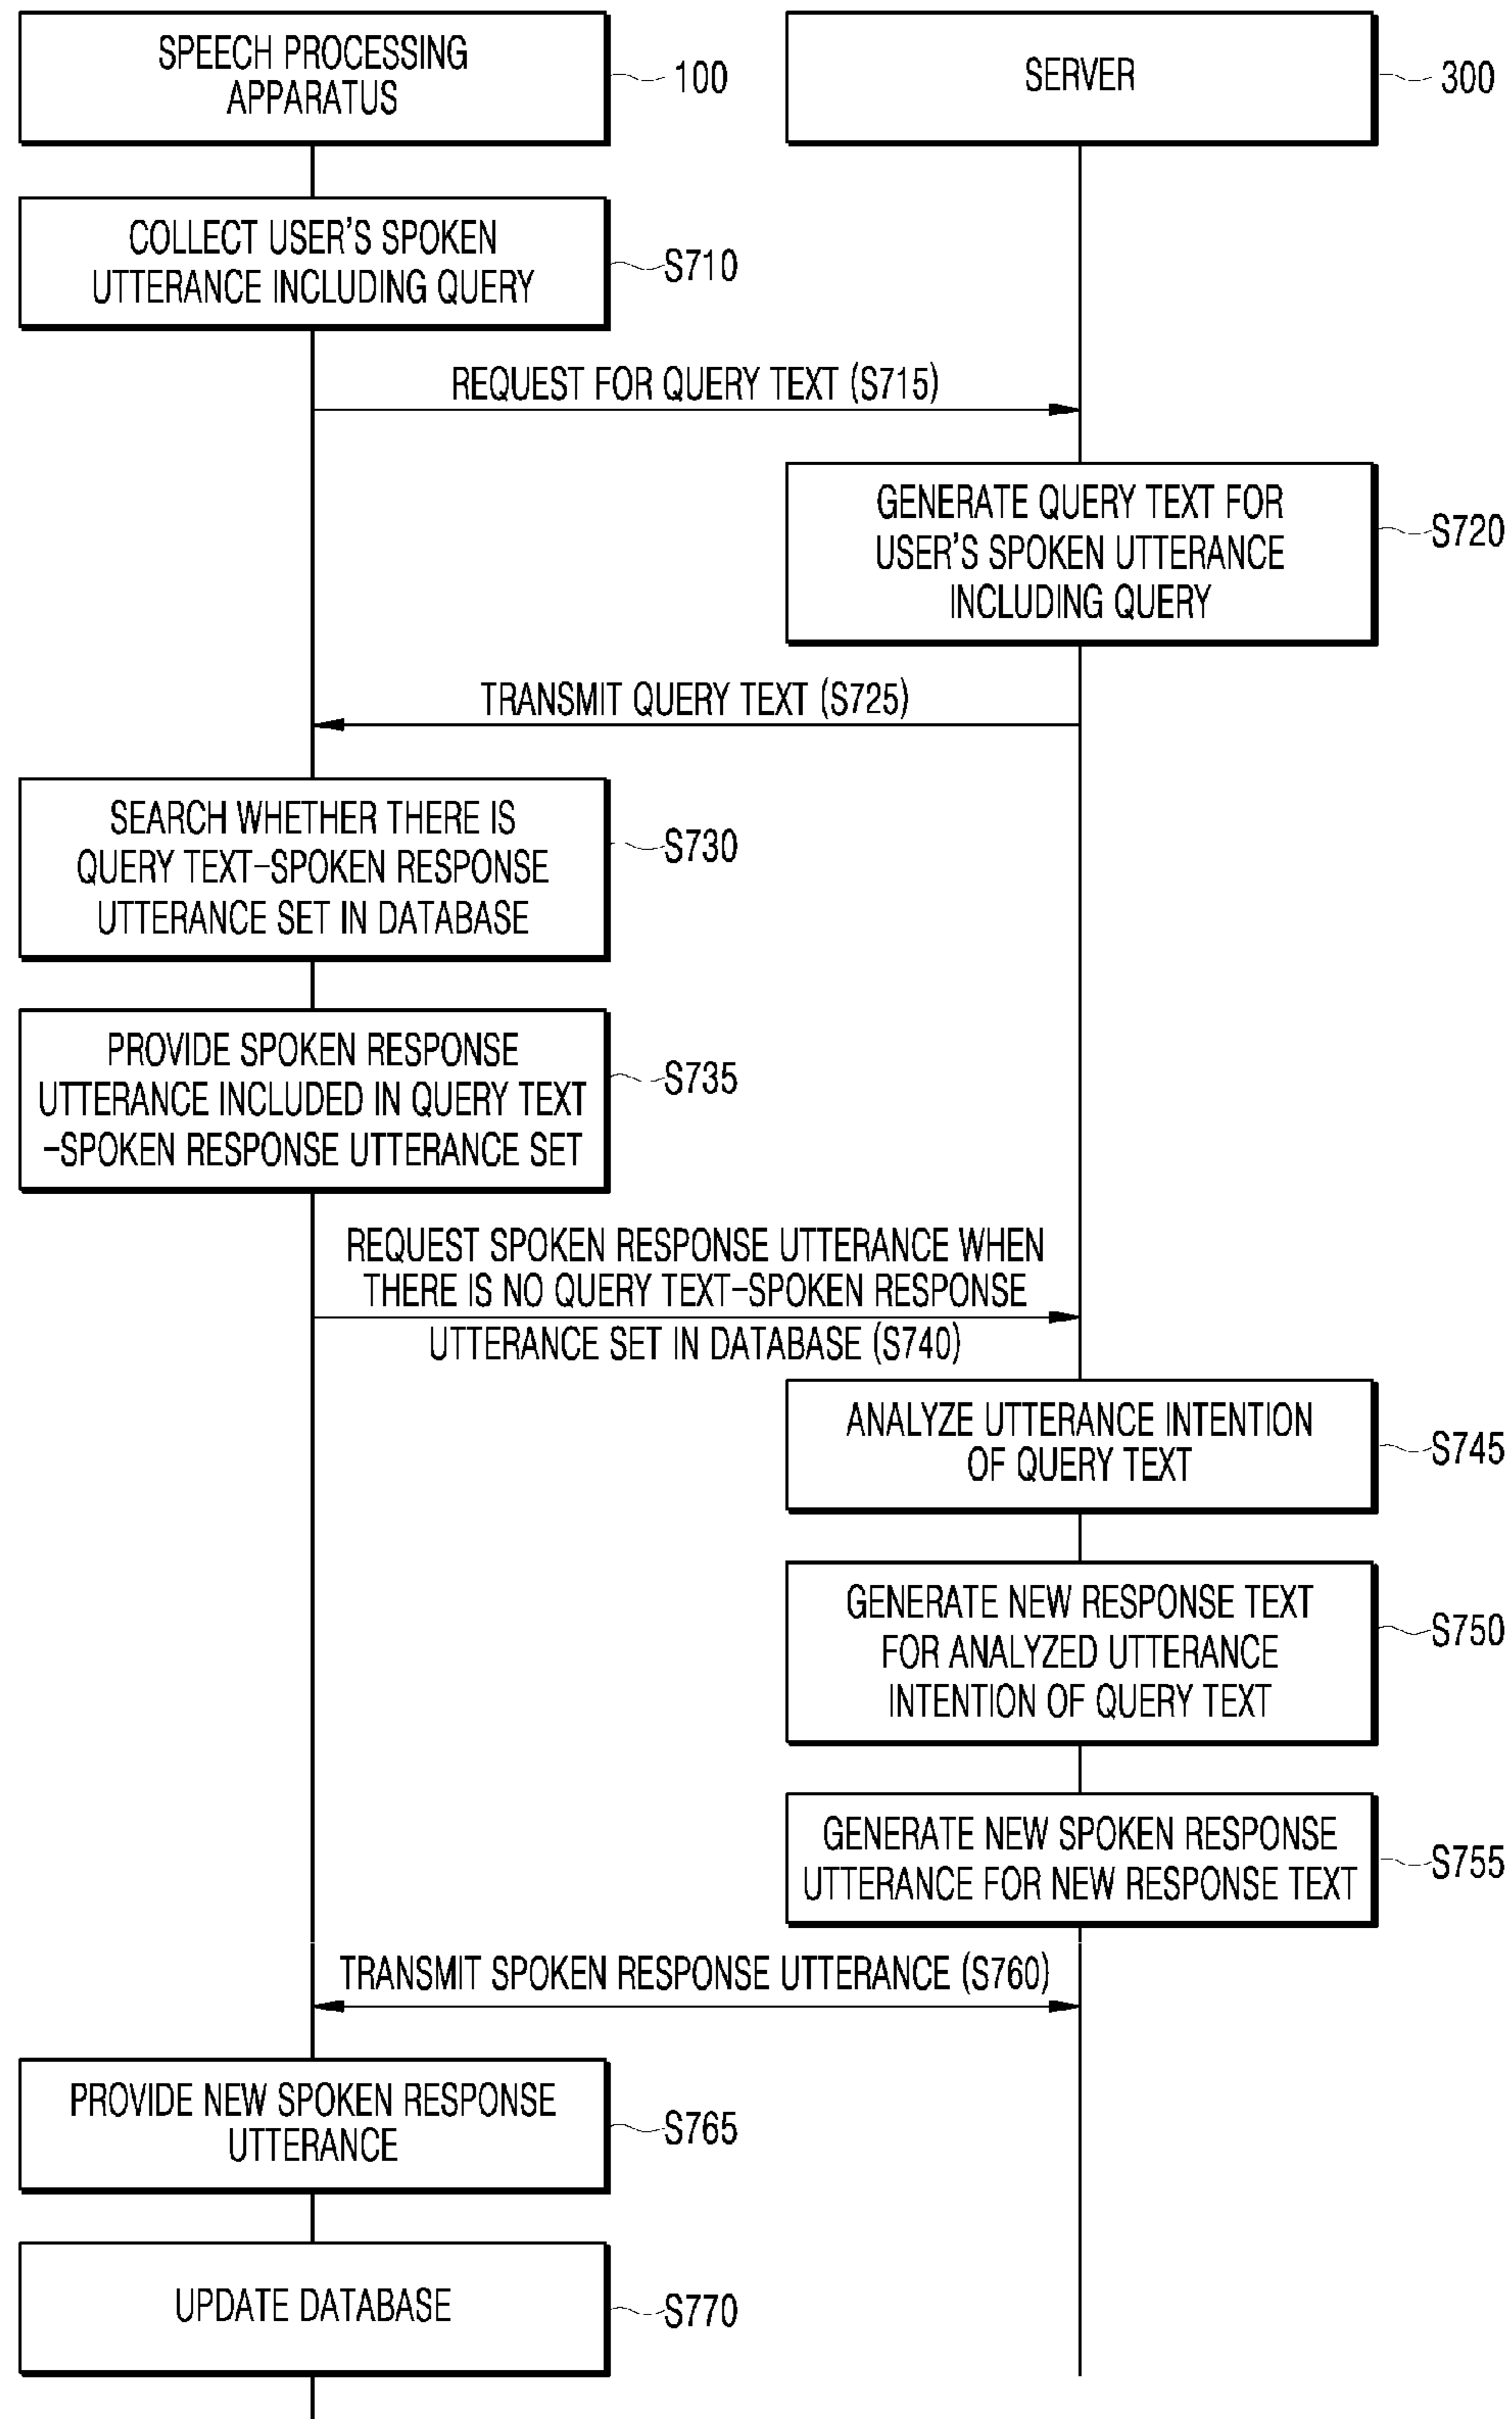 SPEECH PROCESSING
APPARATUS
100
SERVER
300
COLLECT USER'S SPOKEN
UTTERANCE INCLUDING QUERY
S710
REQUEST FOR QUERY TEXT (S715)
GENERATE QUERY TEXT FOR
USER'S SPOKEN UTTERANCE
INCLUDING QUERY
S720
TRANSMIT QUERY TEXT (S725)
SEARCH WHETHER THERE IS
QUERY TEXT-SPOKEN RESPONSE
UTTERANCE SET IN DATABASE
S730
PROVIDE SPOKEN RESPONSE
UTTERANCE INCLUDED IN QUERY TEXT
-SPOKEN RESPONSE UTTERANCE SET
S735
REQUEST SPOKEN RESPONSE UTTERANCE WHEN
THERE IS NO QUERY TEXT-SPOKEN RESPONSE
UTTERANCE SET IN DATABASE (S740)
ANALYZE UTTERANCE INTENTION
OF QUERY TEXT
S745
GENERATE NEW RESPONSE TEXT
FOR ANALYZED UTTERANCE
INTENTION OF QUERY TEXT
S750
GENERATE NEW SPOKEN RESPONSE
UTTERANCE FOR NEW RESPONSE TEXT
S755
TRANSMIT SPOKEN RESPONSE UTTERANCE (S760)
PROVIDE NEW SPOKEN RESPONSE
UTTERANCE
S765
UPDATE DATABASE
S770